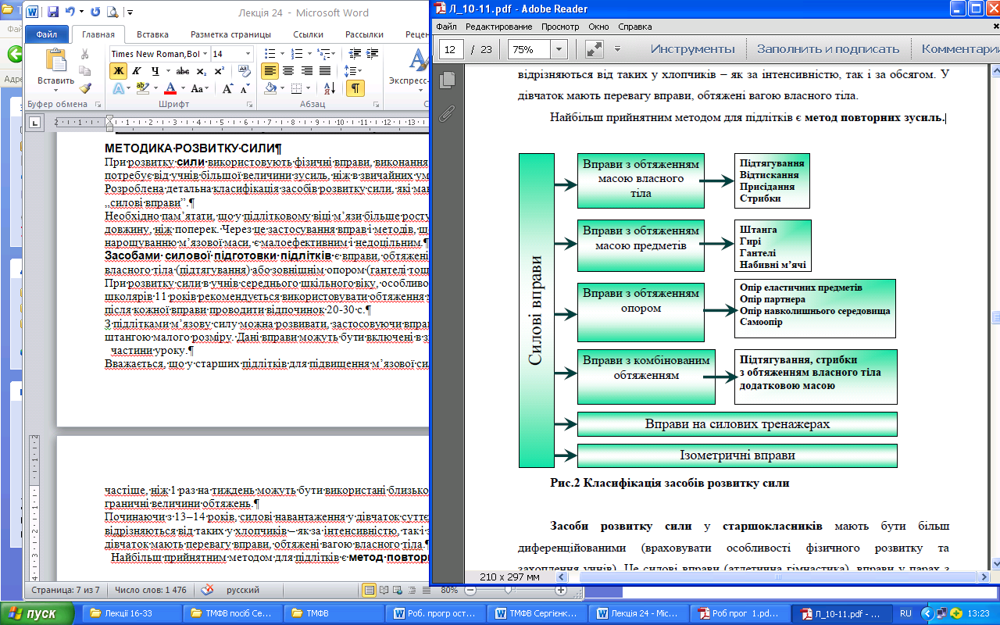 Лекція 24 - Microsoft Word
Файл Главная Вставка Разметка страницы Ссылки Рассылки
Вставить
Times New Roman,Bol 14
Буфер обмена Шрифт Абзац
МЕТОДИКА РОЗВИТКУ СИЛИ¶
При розвитку сили використовують фізичні вправи, виконання
потребує від учнів більшої величини зусиль, ніж в звичайних
Розроблена детальна класифікація засобів розвитку сили, які
„силові вправи”.¶
Необхідно пам’ятати, що у підлітковому віці м’язи більше
довжину, ніж поперек. Через це застосування вправ і методів,
нарощуванню м’язової маси, є малоефективним і недоцільним.¶
Засобами силової підготовки підлітків є вправи, обтяжені
власного тіла (підтягування) або зовнішнім опором (гантелі
При розвитку сили в учнів середнього шкільного віку, особливо
школярів 11 років рекомендується використовувати обтяження
після кожної вправи проводити відпочинок 20-30 с.¶
З підлітками м’язову силу можна розвивати, застосовуючи
штангою малого розміру. Дані вправи можуть бути включені в
частини уроку.¶
Вважається, що у старших підлітків для підвищення м’язової
частіше, ніж 1 раз на тиждень можуть бути використані
граничні величини обтяжень.¶
Починаючи з 13–14 років, силові навантаження у дівчаток
відрізняються від таких у хлопчиків – як за інтенсивністю, так і
дівчаток мають перевагу вправи, обтяжені вагою власного тіла.¶
Найбільш прийнятним методом для підлітків є метод
Страница: 7 из 7 Число слов: 1 476 русский 80%
Л_10-11.pdf - Adobe Reader
Файл Редактирование Просмотр Окно Справка
12 / 23 75% Инструменты Заполнить и подписать
відрізняються від таких у хлопчиків – як за інтенсивністю, так і за обсягом. У
дівчаток мають перевагу вправи, обтяжені вагою власного тіла.
Найбільш прийнятним методом для підлітків є метод повторних зусиль.
Силові вправи
Вправи з обтяженням
масою власного
тіла
Підтягування
Відтискання
Присідання
Стрибки
Вправи з обтяженням
масою предметів
Штанга
Гирі
Гантелі
Набивні м’ячі
Вправи з обтяженням
опором
Опір еластичних предметів
Опір партнера
Опір навколишнього середовища
Самоопір
Вправи з комбінованим
обтяженням
Підтягування, стрибки
з обтяженням власного тіла
додатковою масою
Вправи на силових тренажерах
Ізометричні вправи
Рис.2 Класифікація засобів розвитку сили
Засоби розвитку сили у старшокласників мають бути більш
диференційованими (враховувати особливості фізичного розвитку та
захоплення учнів). Це силові вправи (атлетична гімнастика), вправи у парах з
210 x 297 мм
пуск Лекції 16-33 ТМФВ посіб Се... ТМФВ Роб. прогр ост... ТМФВ Сергієнк... Лекція 24 - Міс... Роб прог 1.pd... Л_10-11.pdf - ... RU 13:23